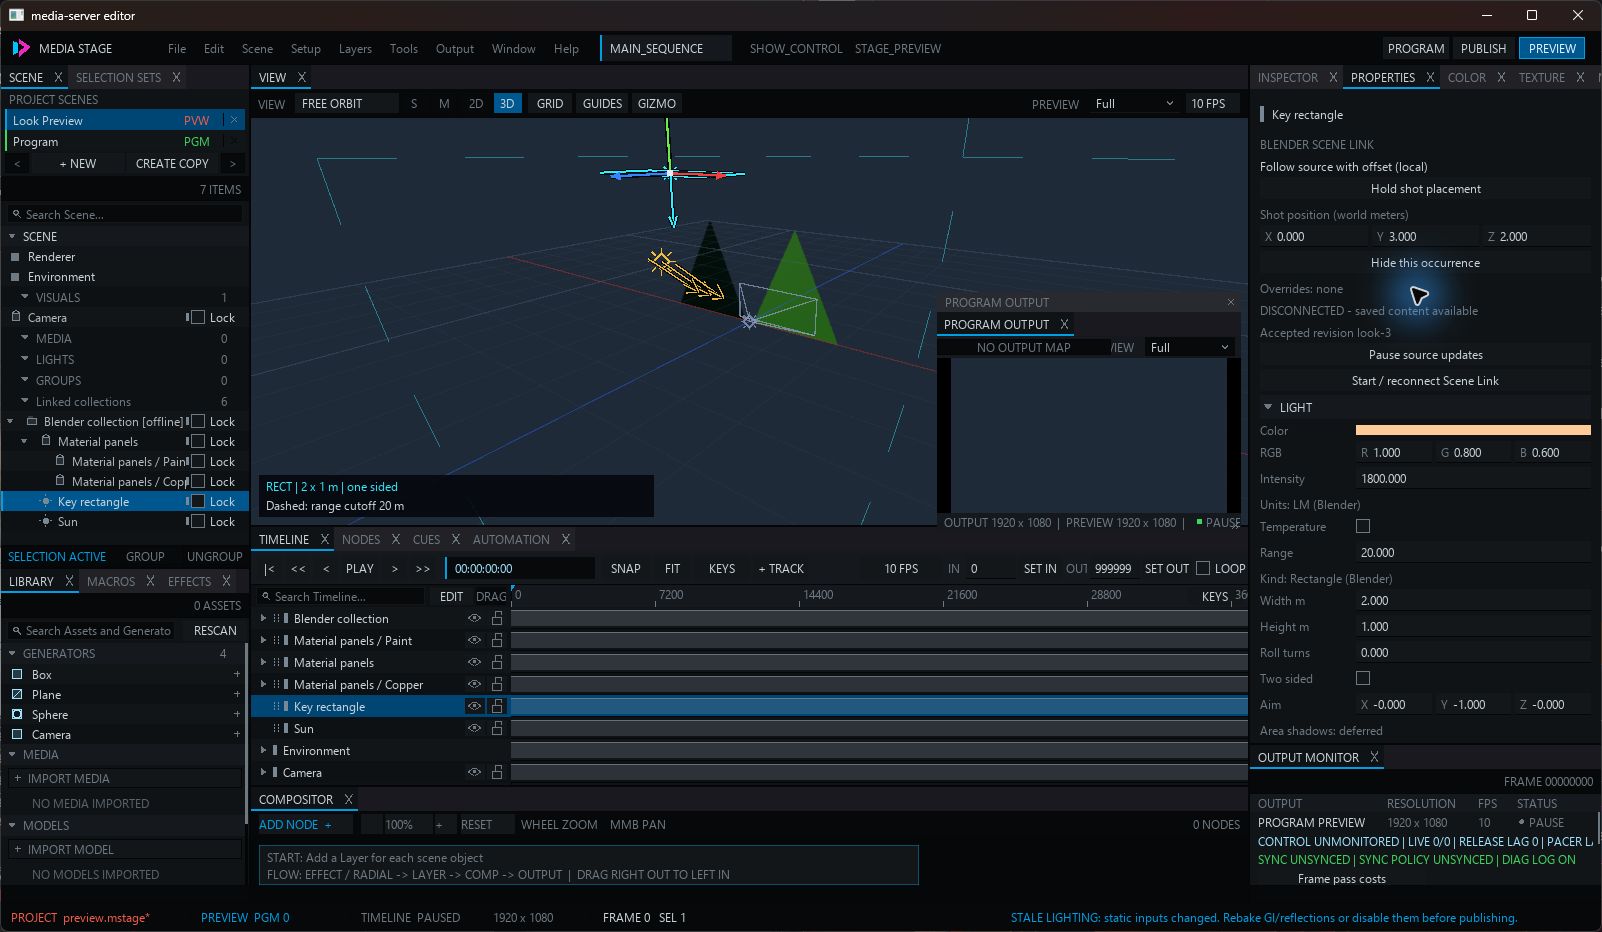 media-server editor
MEDIA STAGE
File Edit Scene Setup Layers Tools Output Window Help
MAIN_SEQUENCE SHOW_CONTROL STAGE_PREVIEW
PROGRAM PUBLISH PREVIEW
SCENE X SELECTION SETS X
PROJECT SCENES
Look Preview PVW ×
Program PGM ×
< + NEW CREATE COPY >
7 ITEMS
Search Scene...
SCENE
Renderer
Environment
VISUALS 1
Camera Lock
MEDIA 0
LIGHTS 0
GROUPS 0
Linked collections 6
Blender collection [offline] Lock
Material panels Lock
Material panels / Pain Lock
Material panels / Copp Lock
Key rectangle Lock
Sun Lock
SELECTION ACTIVE GROUP UNGROUP
LIBRARY X MACROS X EFFECTS X
0 ASSETS
Search Assets and Generato RESCAN
GENERATORS 4
Box +
Plane +
Sphere +
Camera +
MEDIA
+ IMPORT MEDIA
NO MEDIA IMPORTED
MODELS
+ IMPORT MODEL
NO MODELS IMPORTED
VIEW X
VIEW FREE ORBIT S M 2D 3D GRID GUIDES GIZMO PREVIEW Full 10 FPS
RECT | 2 x 1 m | one sided
Dashed: range cutoff 20 m
PROGRAM OUTPUT ×
PROGRAM OUTPUT X
NO OUTPUT MAP VIEW Full
OUTPUT 1920 x 1080 | PREVIEW 1920 x 1080 | PAUSE
TIMELINE X NODES X CUES X AUTOMATION X
|< << < PLAY > >> 00:00:00:00 SNAP FIT KEYS + TRACK 10 FPS IN 0 SET IN OUT 999999 SET OUT LOOP
Search Timeline... EDIT DRAG 0 7200 14400 21600 28800 KEYS 360
Blender collection
Material panels / Paint
Material panels
Material panels / Copper
Key rectangle
Sun
Environment
Camera
COMPOSITOR X
ADD NODE + 100% + RESET WHEEL ZOOM MMB PAN 0 NODES
START: Add a Layer for each scene object
FLOW: EFFECT / RADIAL -> LAYER -> COMP -> OUTPUT | DRAG RIGHT OUT TO LEFT IN
INSPECTOR X PROPERTIES X COLOR X TEXTURE X
Key rectangle
BLENDER SCENE LINK
Follow source with offset (local)
Hold shot placement
Shot position (world meters)
X 0.000 Y 3.000 Z 2.000
Hide this occurrence
Overrides: none
DISCONNECTED - saved content available
Accepted revision look-3
Pause source updates
Start / reconnect Scene Link
LIGHT
Color
RGB R 1.000 G 0.800 B 0.600
Intensity 1800.000
Units: LM (Blender)
Temperature
Range 20.000
Kind: Rectangle (Blender)
Width m 2.000
Height m 1.000
Roll turns 0.000
Two sided
Aim X -0.000 Y -1.000 Z -0.000
Area shadows: deferred
OUTPUT MONITOR X
FRAME 00000000
OUTPUT RESOLUTION FPS STATUS
PROGRAM PREVIEW 1920 x 1080 10 PAUSE
CONTROL UNMONITORED | LIVE 0/0 | RELEASE LAG 0 | PACER L
SYNC UNSYNCED | SYNC POLICY UNSYNCED | DIAG LOG ON
Frame pass costs
PROJECT preview.mstage* PREVIEW PGM 0 TIMELINE PAUSED 1920 x 1080 FRAME 0 SEL 1 STALE LIGHTING: static inputs changed. Rebake GI/reflections or disable them before publishing.